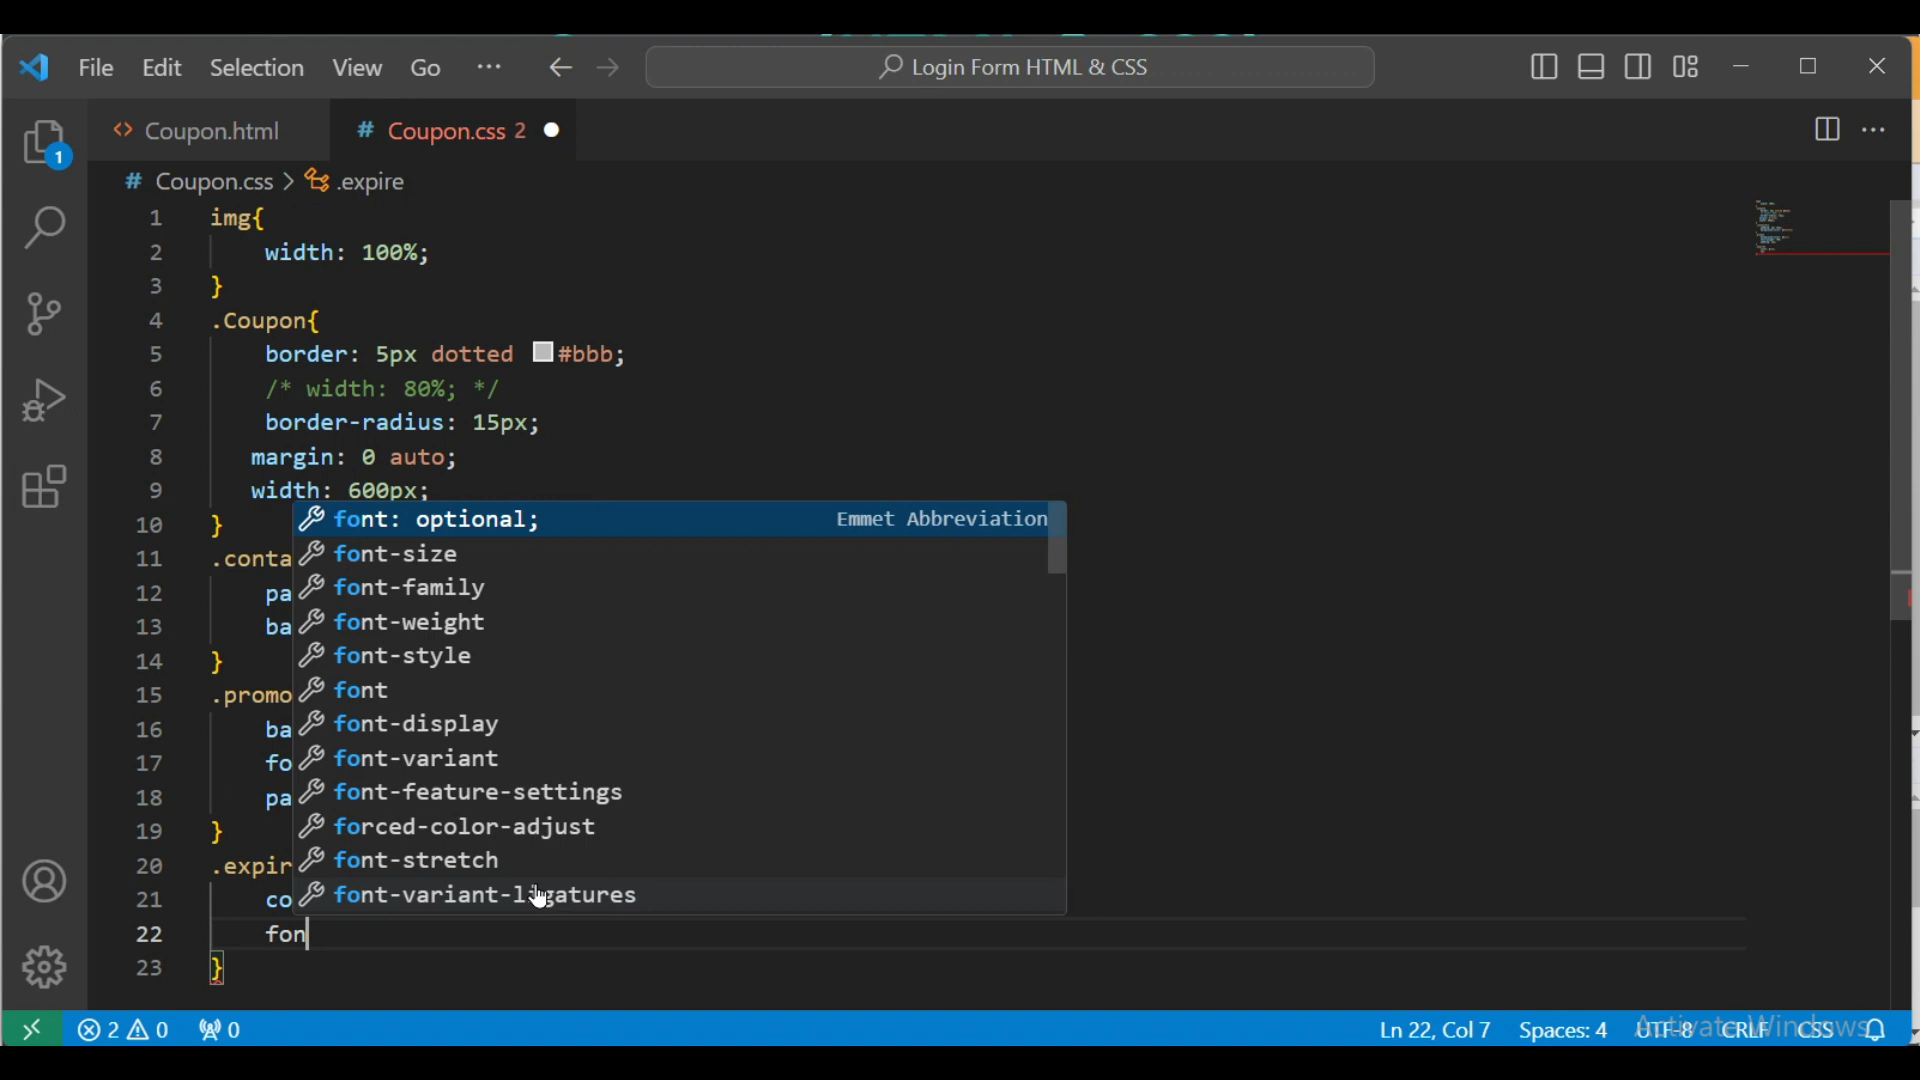 File Edit Selection View Go ··· Login Form HTML & CSS
<> Coupon.html # Coupon.css 2
# Coupon.css > .expire
1 img{
2 width: 100%;
3 }
4 .Coupon{
5 border: 5px dotted #bbb;
6 /* width: 80%; */
7 border-radius: 15px;
8 margin: 0 auto;
9 width: 600px;
font: optional; Emmet Abbreviation
10 }
11 .conta font-size
12 pa font-family
13 ba font-weight
14 } font-style
15 .promo font
16 ba font-display
17 fo font-variant
18 pa font-feature-settings
19 } forced-color-adjust
20 .expir font-stretch
21 co font-variant-ligatures
22 fon
23 }
2 0 0 Ln 22, Col 7 Spaces: 4 UTF-8 CRLF CSS
Activate Windows
1